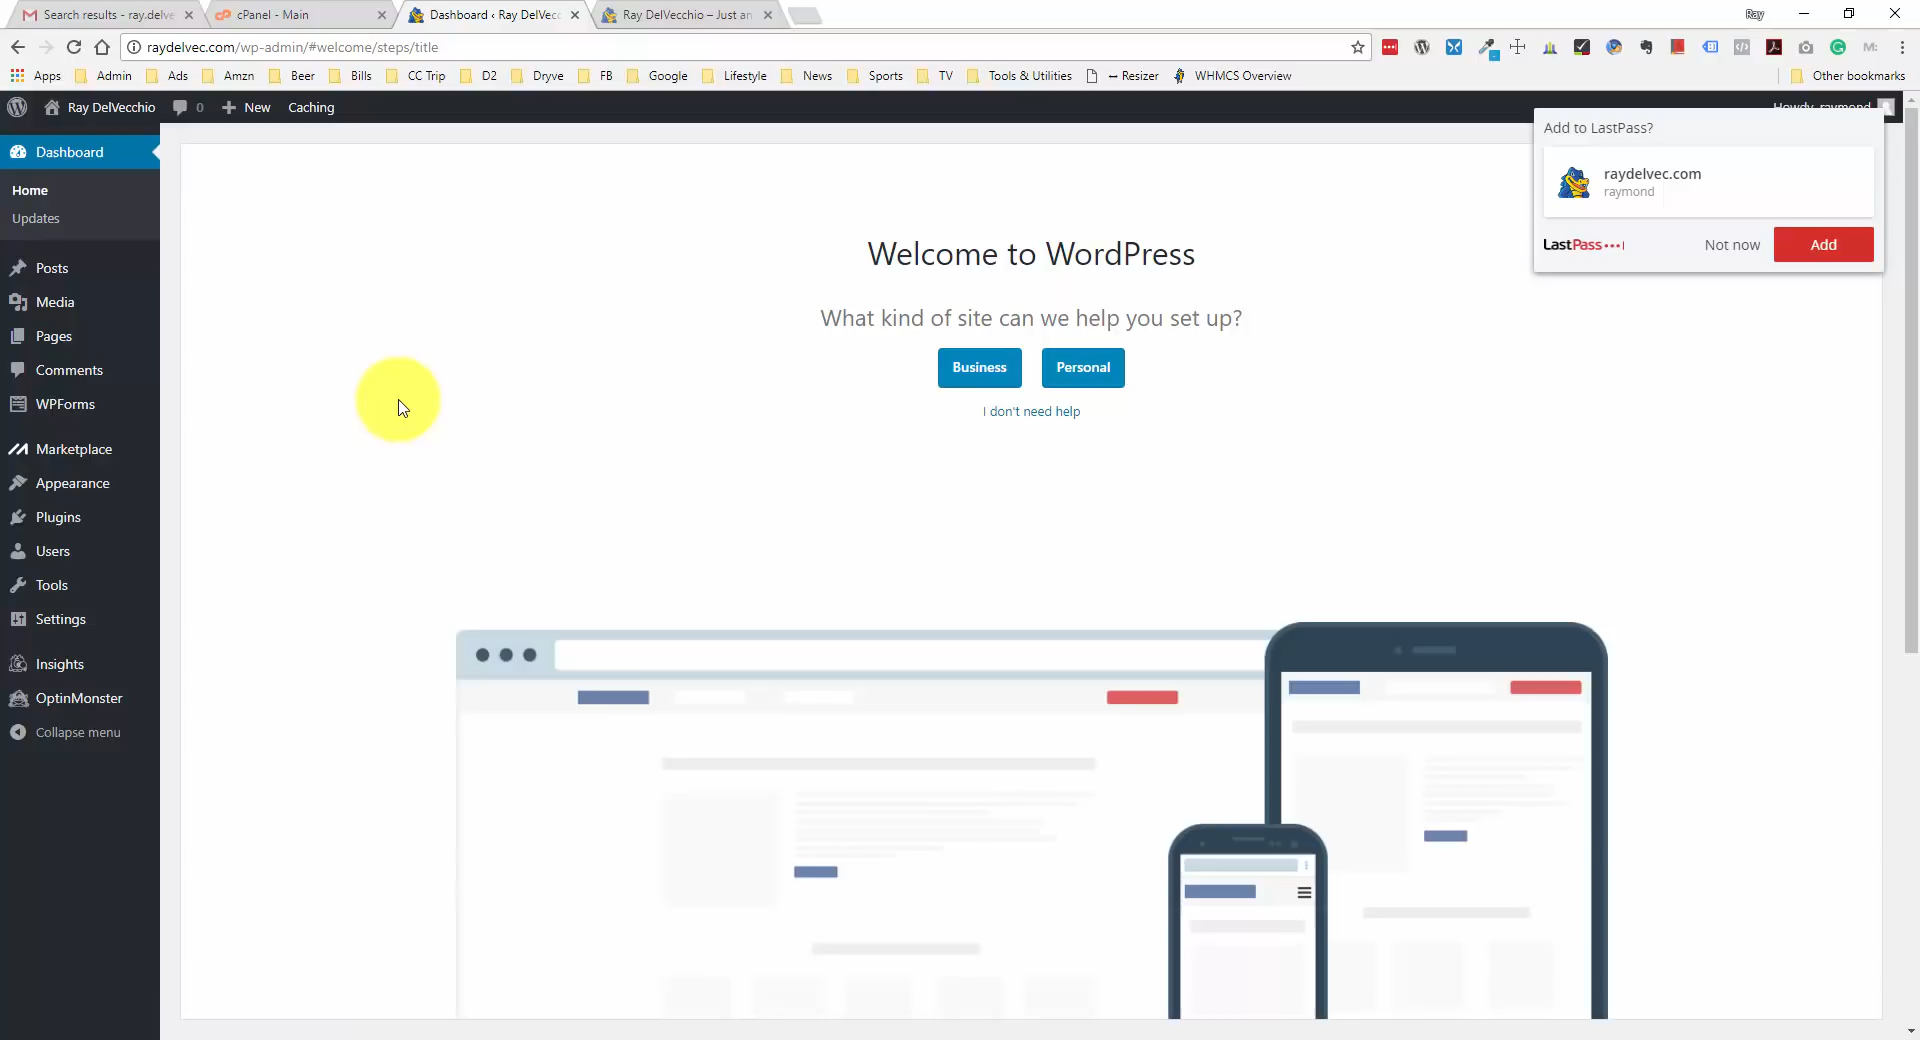 Search results - ray.delve
cPanel - Main
Dashboard ‹ Ray DelVecc
Ray DelVecchio – Just an
Ray
raydelvec.com/wp-admin/#welcome/steps/title
Apps
Admin
Ads
Amzn
Beer
Bills
CC Trip
D2
Dryve
FB
Google
Lifestyle
News
Sports
TV
Tools & Utilities
Resizer
WHMCS Overview
Other bookmarks
Ray DelVecchio
0
New
Caching
Howdy, raymond
Dashboard
Home
Updates
Posts
Media
Pages
Comments
WPForms
Marketplace
Appearance
Plugins
Users
Tools
Settings
Insights
OptinMonster
Collapse menu
Add to LastPass?
raydelvec.com
raymond
LastPass
Not now
Add
Welcome to WordPress
What kind of site can we help you set up?
Business
Personal
I don't need help